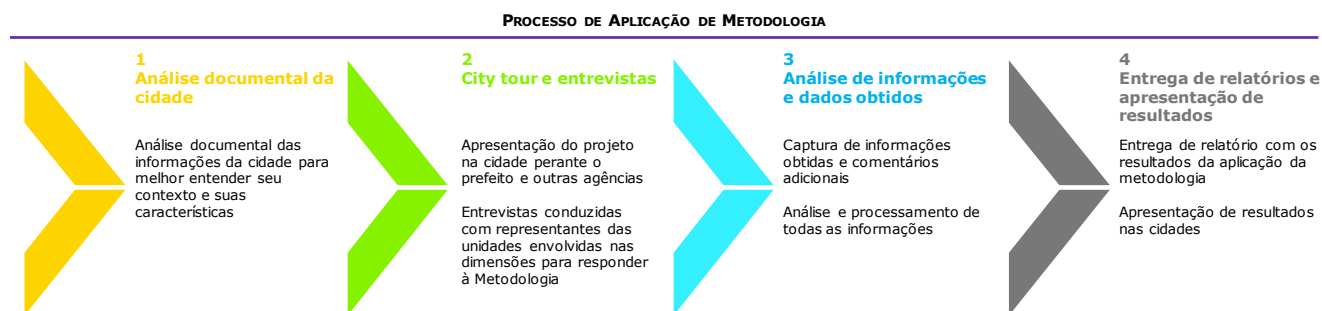 PROCESSO DE APLICAÇÃO DE METODOLOGIA
1
Análise documental da
cidade
Análise documental das
informações da cidade para
melhor entender seu
contexto e suas
características
2
City tour e entrevistas
Apresentação do projeto
na cidade perante o
prefeito e outras agências
Entrevistas conduzidas
com representantes das
unidades envolvidas nas
dimensões para responder
à Metodologia
3
Análise de informações
e dados obtidos
Captura de informações
obtidas e comentários
adicionais
Análise e processamento de
todas as informações
4
Entrega de relatórios e
apresentação de
resultados
Entrega de relatório com os
resultados da aplicação da
metodologia
Apresentação de resultados
nas cidades